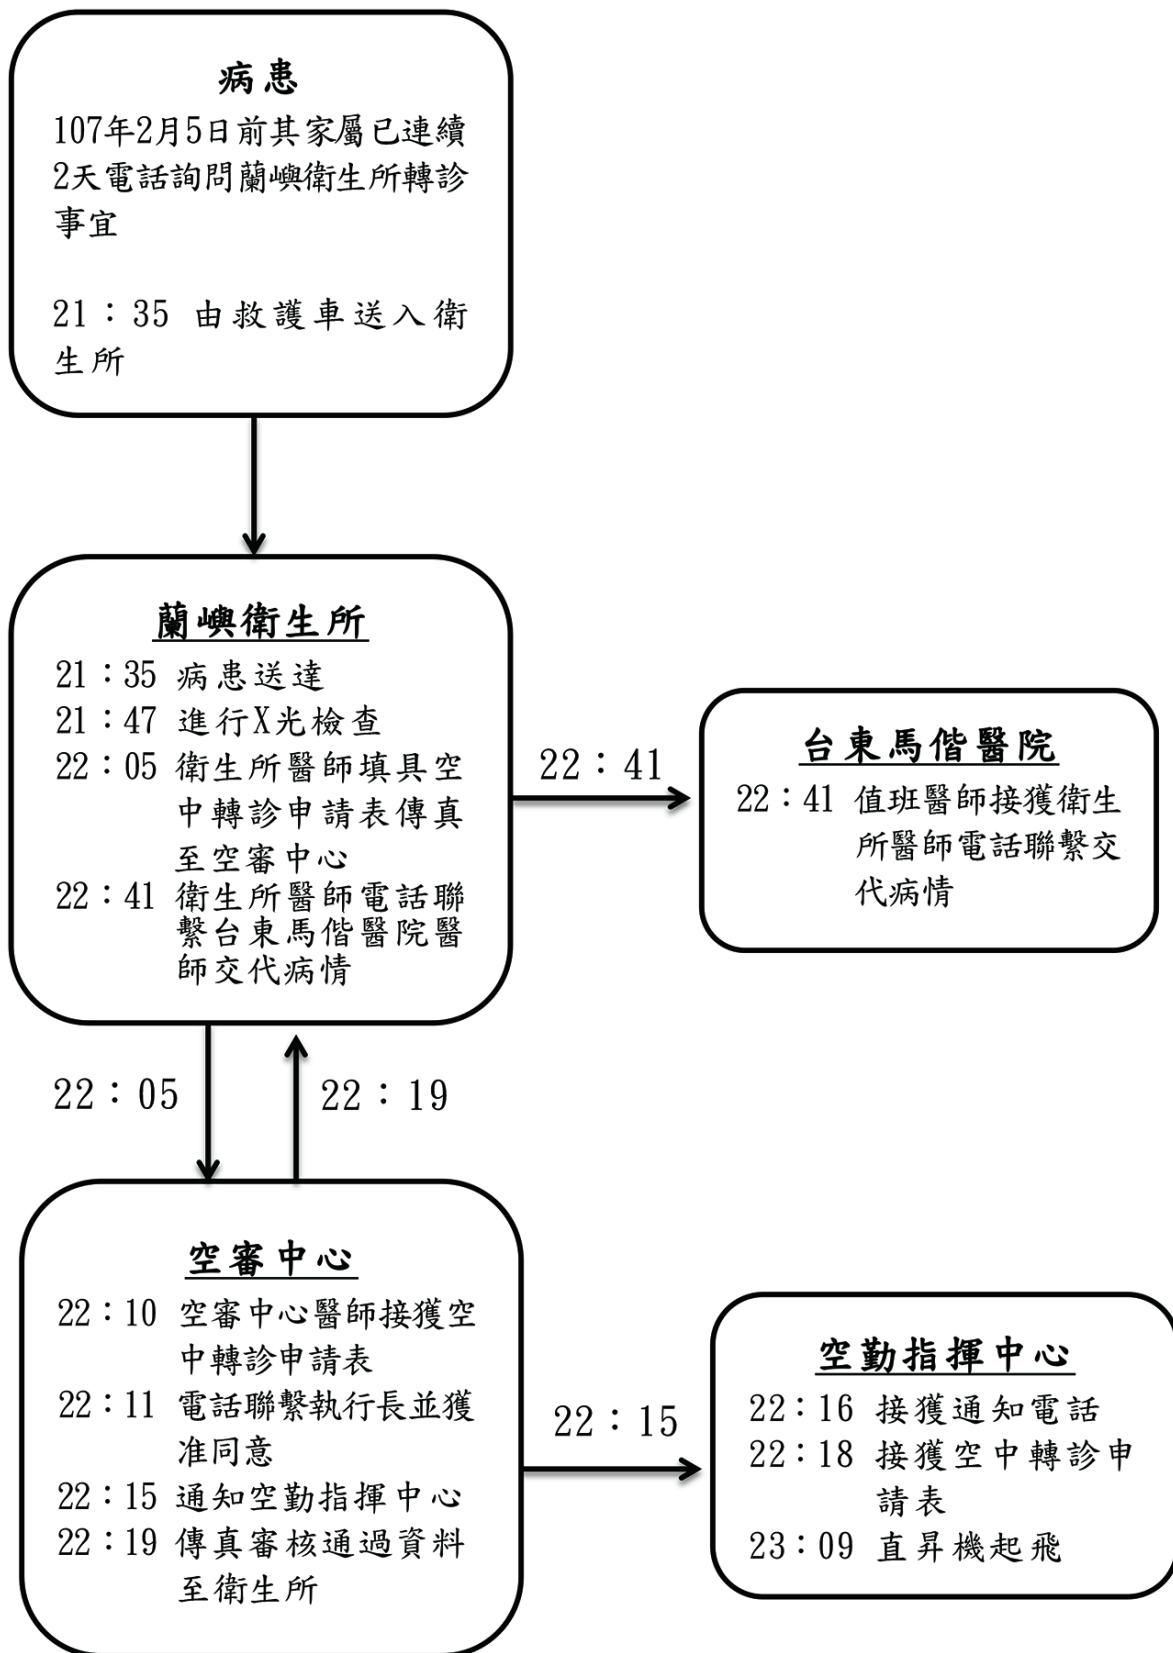 病患
107年2月5日前其家屬已連續
2天電話詢問蘭嶼衛生所轉診
事宜
21：35 由救護車送入衛
生所
蘭嶼衛生所
21：35 病患送達
21：47 進行X光檢查
22：05 衛生所醫師填具空
中轉診申請表傳真
至空審中心
22：41 衛生所醫師電話聯
繫台東馬偕醫院醫
師交代病情
22：41
台東馬偕醫院
22：41 值班醫師接獲衛生
所醫師電話聯繫交
代病情
22：05
22：19
空審中心
22：10 空審中心醫師接獲空
中轉診申請表
22：11 電話聯繫執行長並獲
准同意
22：15 通知空勤指揮中心
22：19 傳真審核通過資料
至衛生所
22：15
空勤指揮中心
22：16 接獲通知電話
22：18 接獲空中轉診申
請表
23：09 直昇機起飛